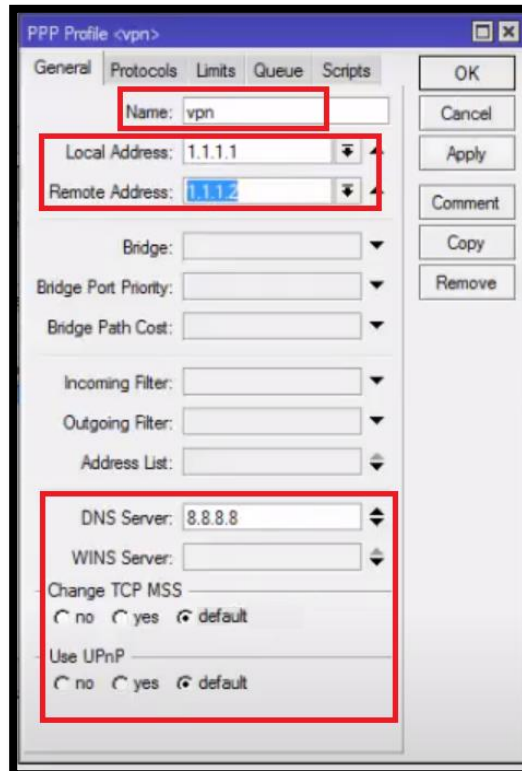 PPP Profile <vpn>
General Protocols Limits Queue Scripts
OK
Name: vpn
Cancel
Local Address: 1.1.1.1
Apply
Remote Address: 1.1.1.2
Comment
Bridge:
Copy
Bridge Port Priority:
Remove
Bridge Path Cost:
Incoming Filter:
Outgoing Filter:
Address List:
DNS Server: 8.8.8.8
WINS Server:
Change TCP MSS
no yes default
Use UPnP
no yes default